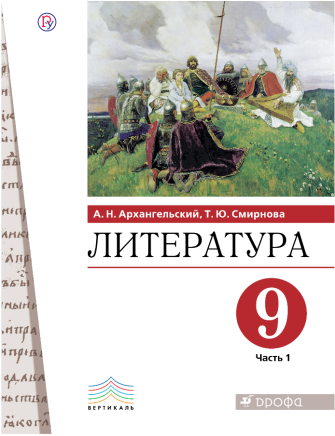 А. Н. Архангельский, Т. Ю. Смирнова
ЛИТЕРАТУРА
9
Часть 1
ВЕРТИКАЛЬ
ДРОФА